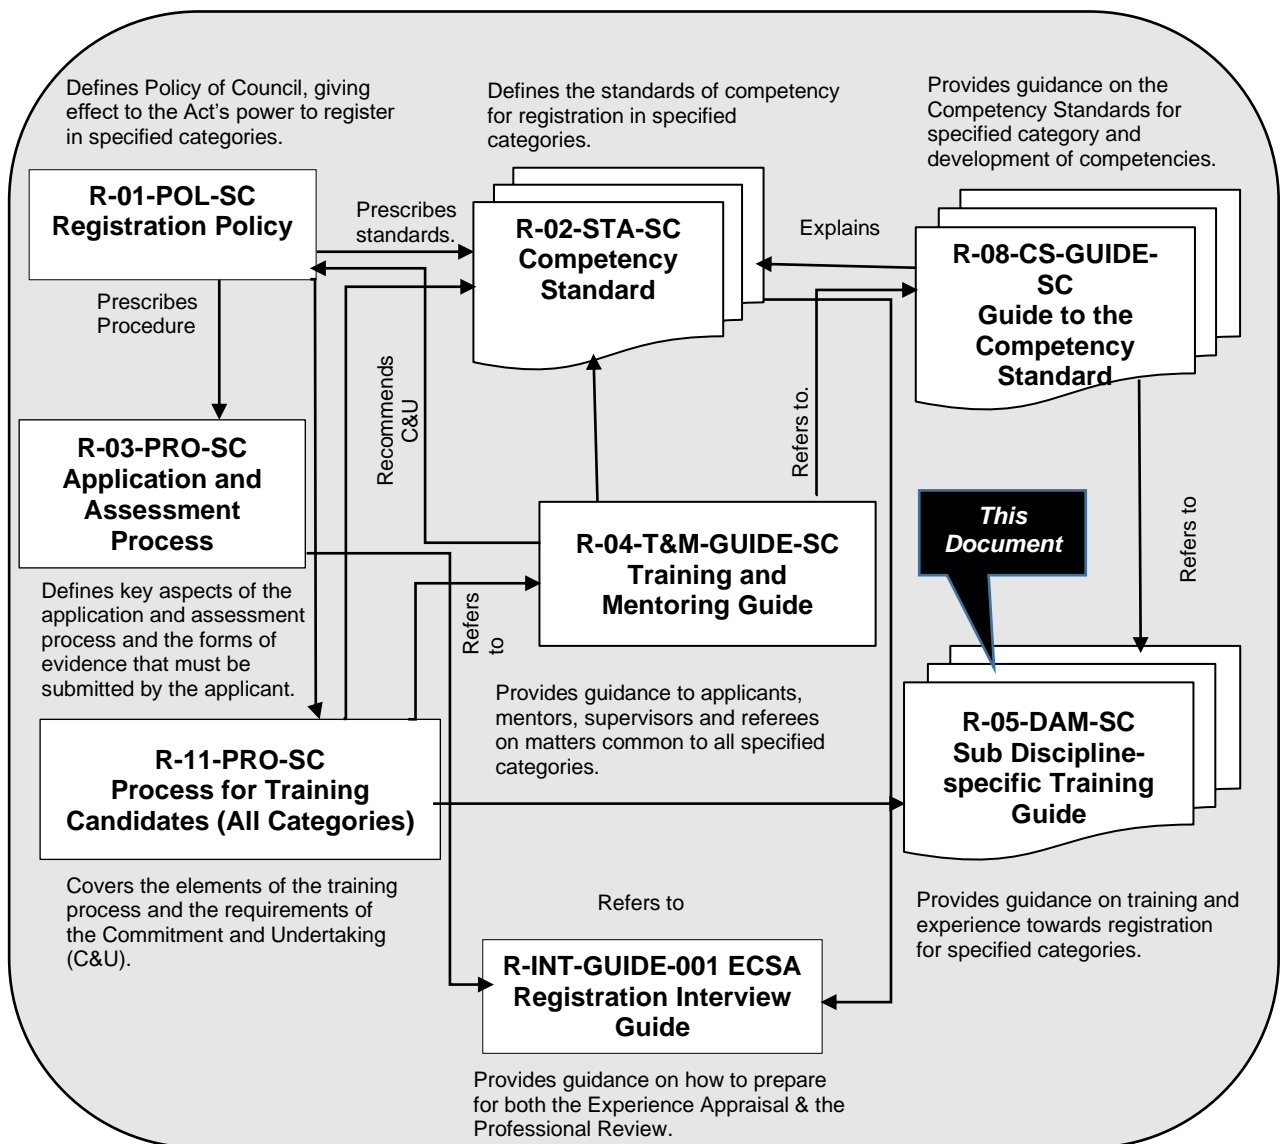 Defines Policy of Council, giving
effect to the Act's power to register
in specified categories.
R-01-POL-SC
Registration Policy
Prescribes
standards.
Defines the standards of competency
for registration in specified
categories.
R-02-STA-SC
Competency
Standard
Explains
Provides guidance on the
Competency Standards for
specified category and
development of competencies.
R-08-CS-GUIDE-
SC
Guide to the
Competency
Standard
Prescribes
Procedure
Recommends
C&U
Refers to.
R-03-PRO-SC
Application and
Assessment
Process
Defines key aspects of the
application and assessment
process and the forms of
evidence that must be
submitted by the applicant.
Refers
to
R-04-T&M-GUIDE-SC
Training and
Mentoring Guide
Provides guidance to applicants,
mentors, supervisors and referees
on matters common to all specified
categories.
This
Document
Refers to
R-05-DAM-SC
Sub Discipline-
specific Training
Guide
Provides guidance on training and
experience towards registration
for specified categories.
R-11-PRO-SC
Process for Training
Candidates (All Categories)
Covers the elements of the training
process and the requirements of
the Commitment and Undertaking
(C&U).
Refers to
R-INT-GUIDE-001 ECSA
Registration Interview
Guide
Provides guidance on how to prepare
for both the Experience Appraisal & the
Professional Review.